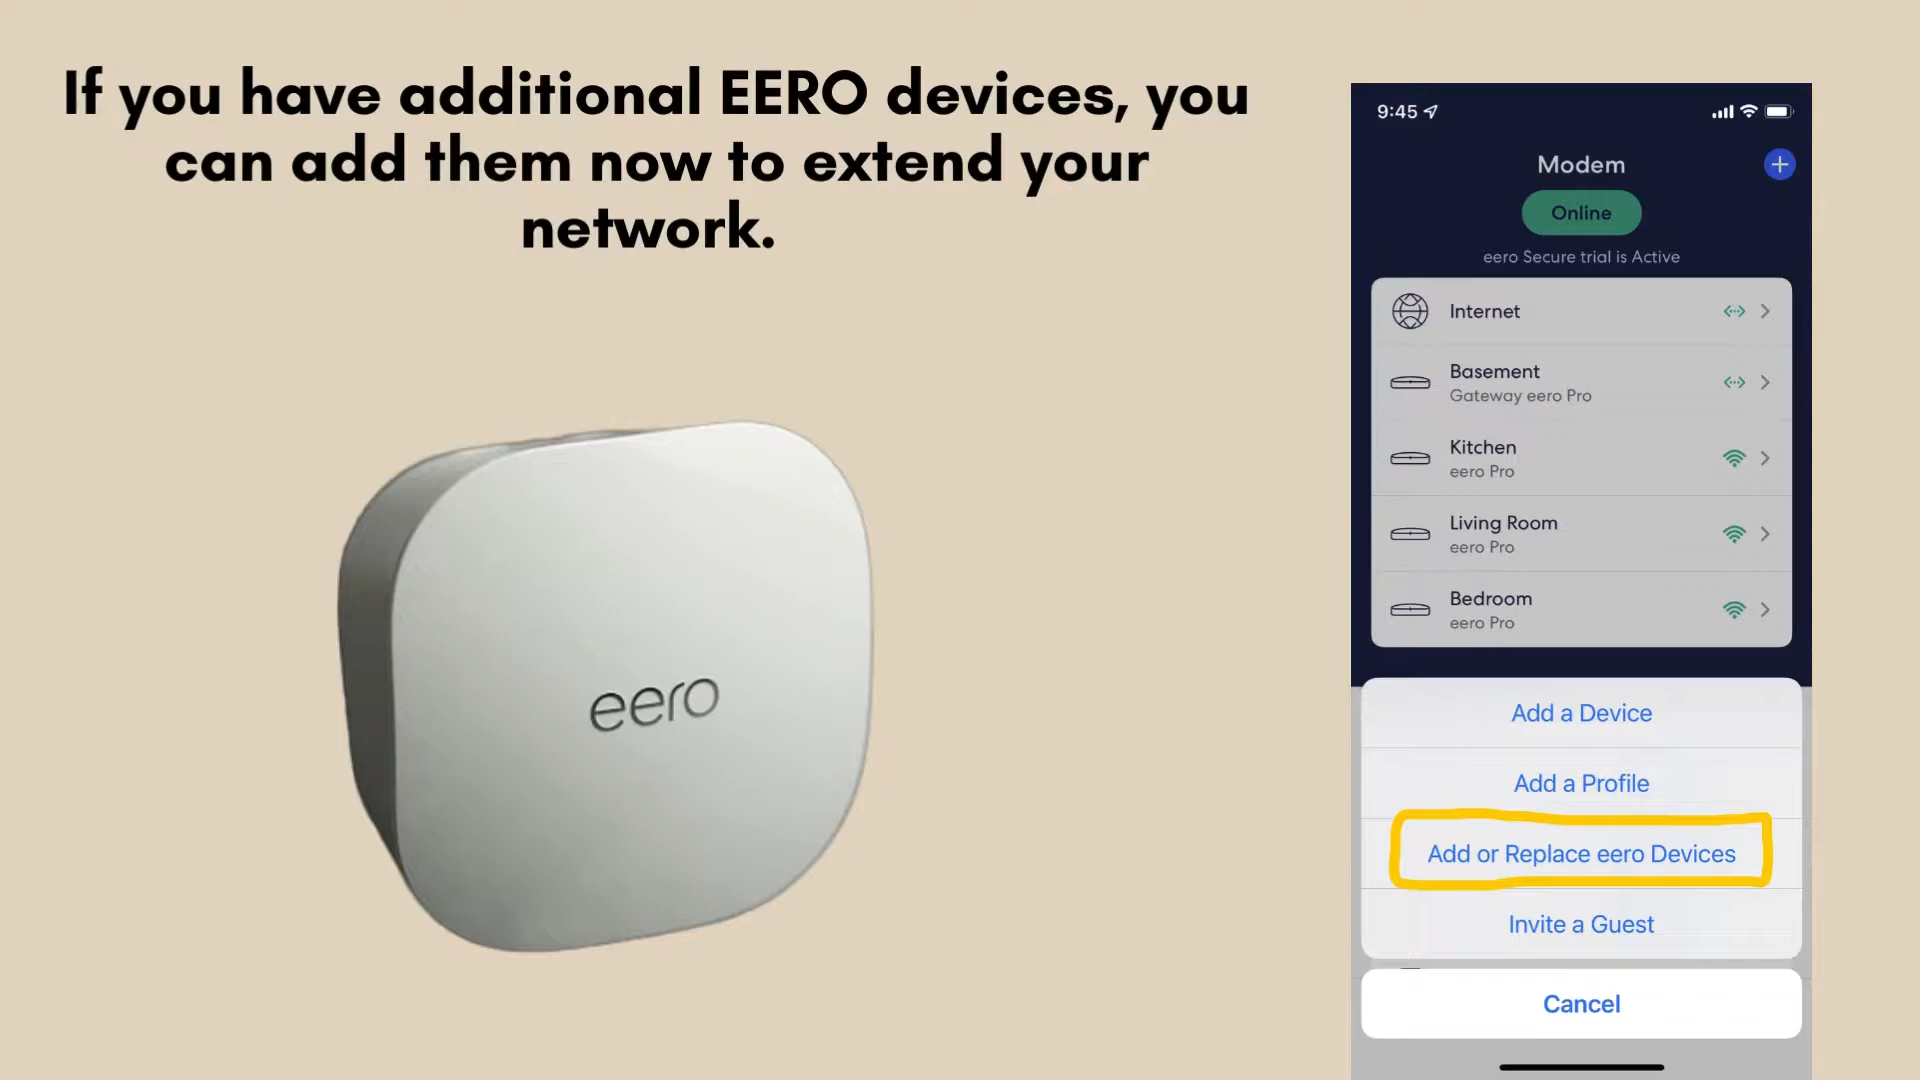 If you have additional EERO devices, you
can add them now to extend your
network.
eero
9:45
Modem
Online
eero Secure trial is Active
Internet
Basement
Gateway eero Pro
Kitchen
eero Pro
Living Room
eero Pro
Bedroom
eero Pro
Add a Device
Add a Profile
Add or Replace eero Devices
Invite a Guest
Cancel